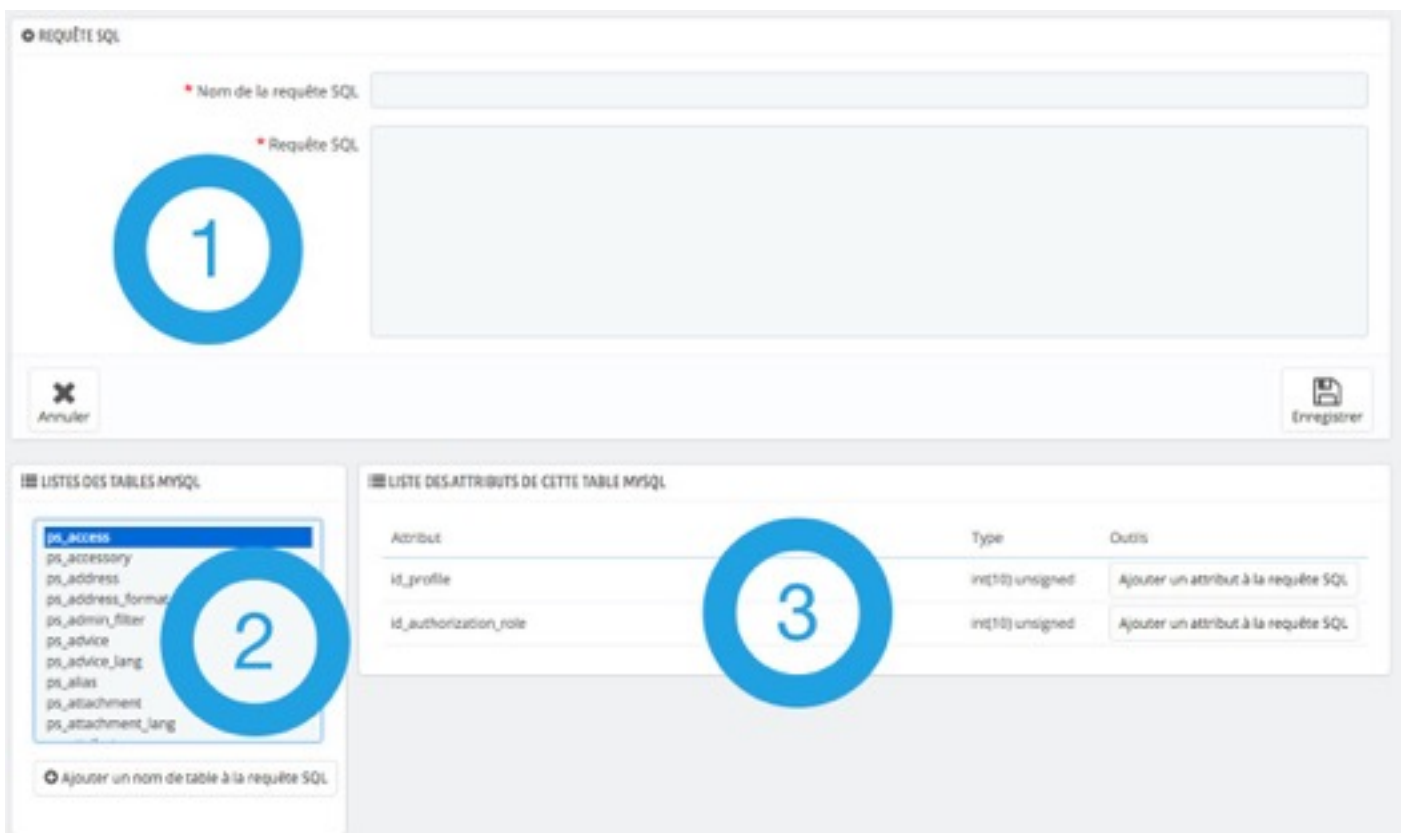 REQUÊTE SQL
* Nom de la requête SQL
* Requête SQL
1
Annuler
Enregistrer
LISTES DES TABLES MYSQL
LISTE DES ATTRIBUTS DE CETTE TABLE MYSQL
ps_access
ps_accessory
ps_address
ps_address_format
ps_admin_filter
ps_advice
ps_advice_lang
ps_alias
ps_attachment
ps_attachment_lang
2
Ajouter un nom de table à la requête SQL
Attribut Type Outils
id_profile int(10) unsigned Ajouter un attribut à la requête SQL
id_authorization_role int(10) unsigned Ajouter un attribut à la requête SQL
3